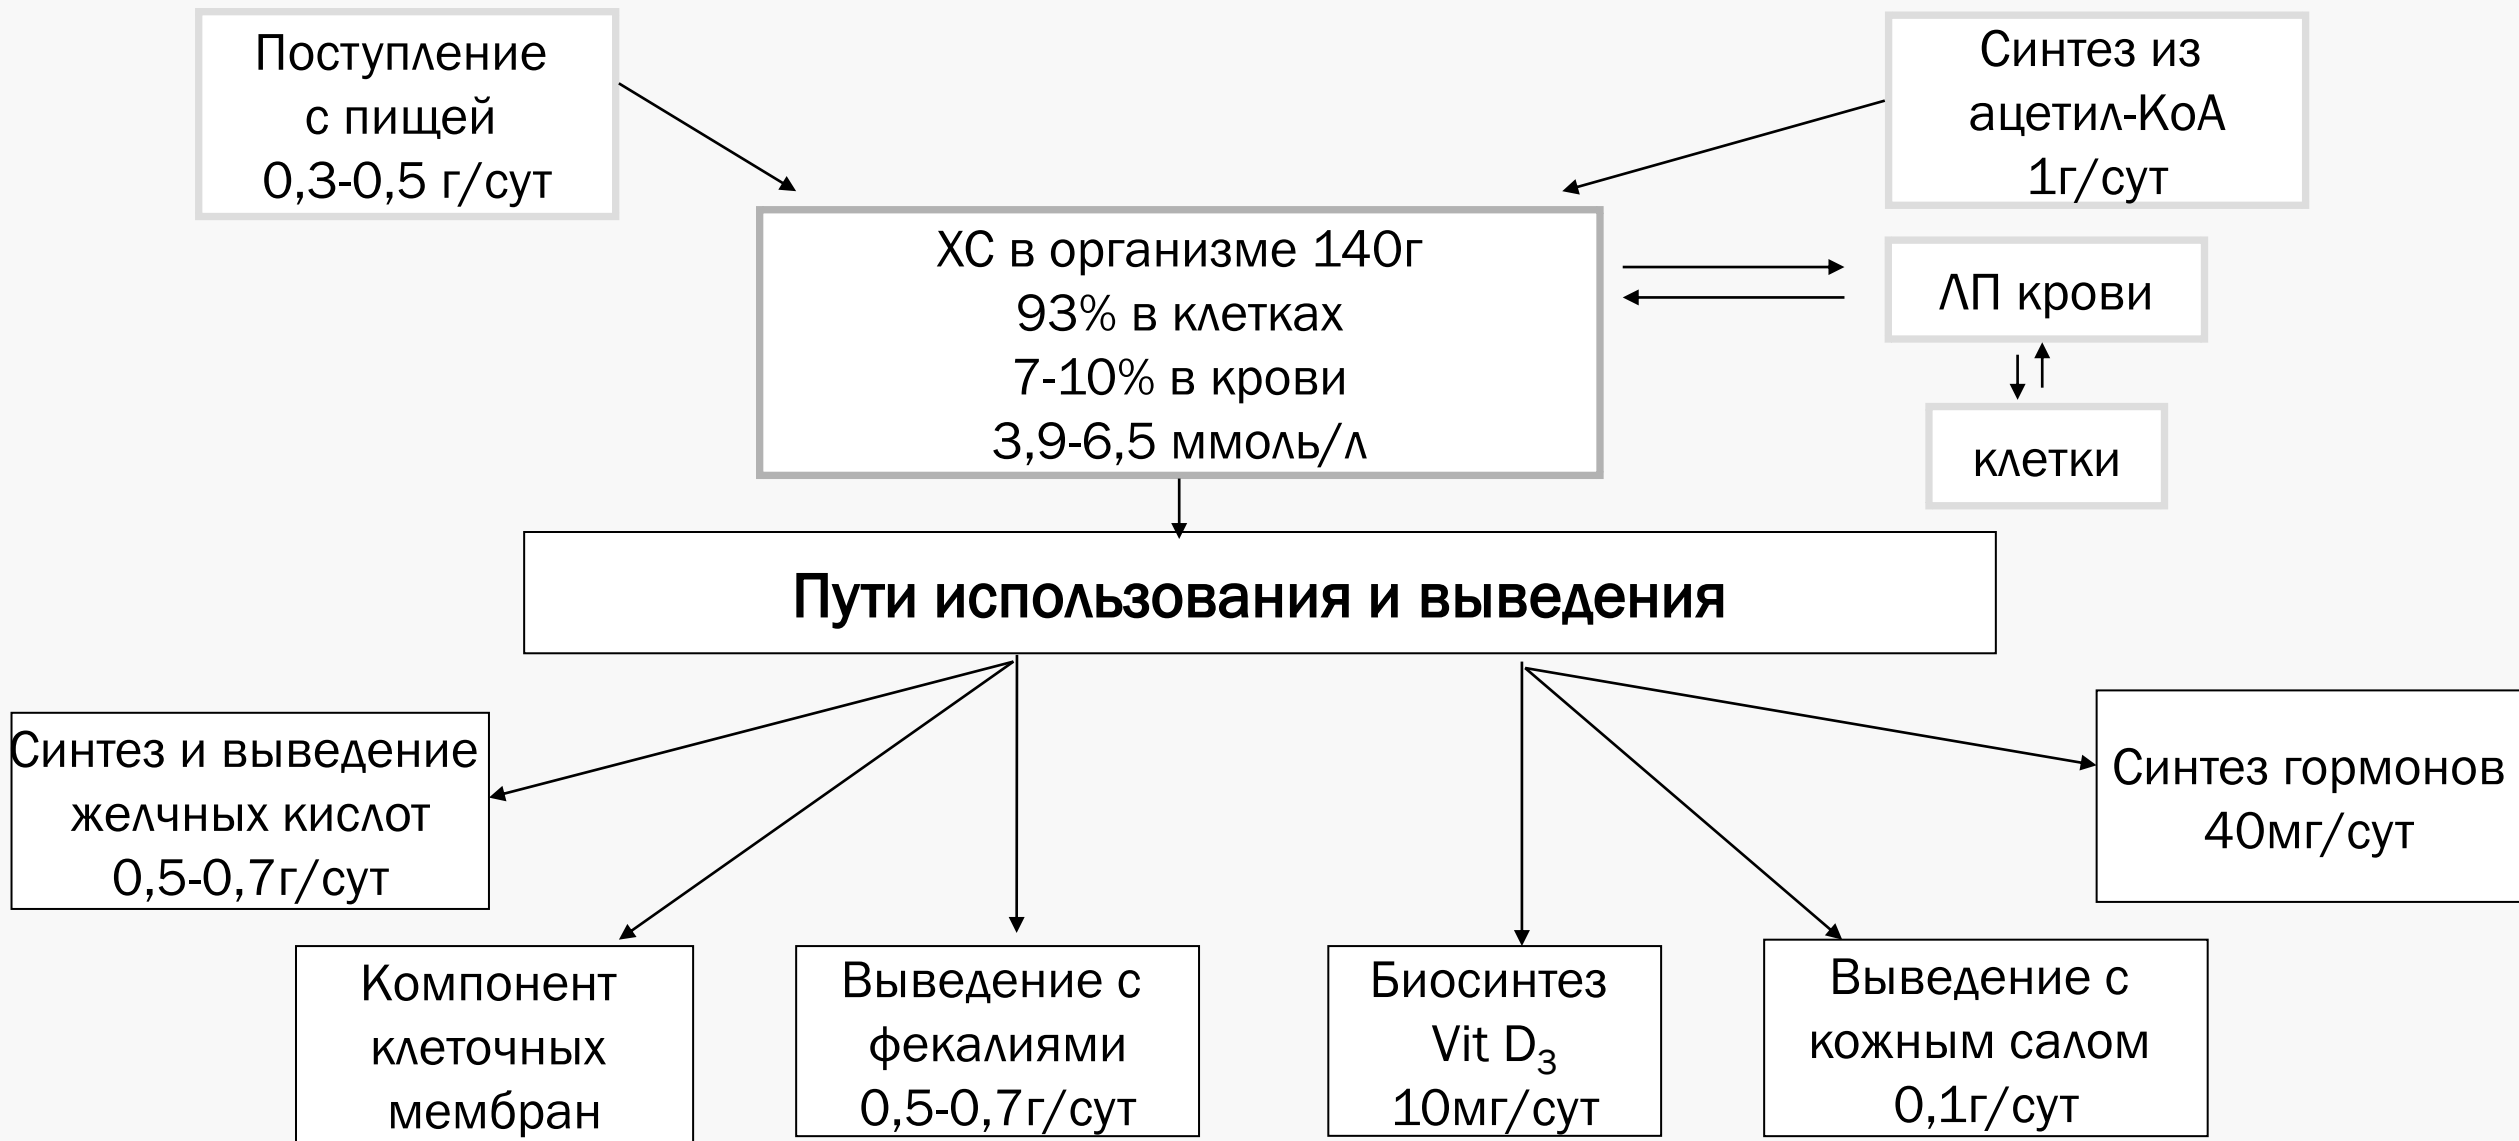 Поступление
с пищей
0,3-0,5 г/сут
Синтез из
ацетил-КоА
1г/сут
ХС в организме 140г
93% в клетках
7-10% в крови
3,9-6,5 ммоль/л
ЛП крови
клетки
Пути использования и выведения
Синтез и выведение
желчных кислот
0,5-0,7г/сут
Синтез гормонов
40мг/сут
Компонент
клеточных
мембран
Выведение с
фекалиями
0,5-0,7г/сут
Биосинтез
Vit D₃
10мг/сут
Выведение с
кожным салом
0,1г/сут